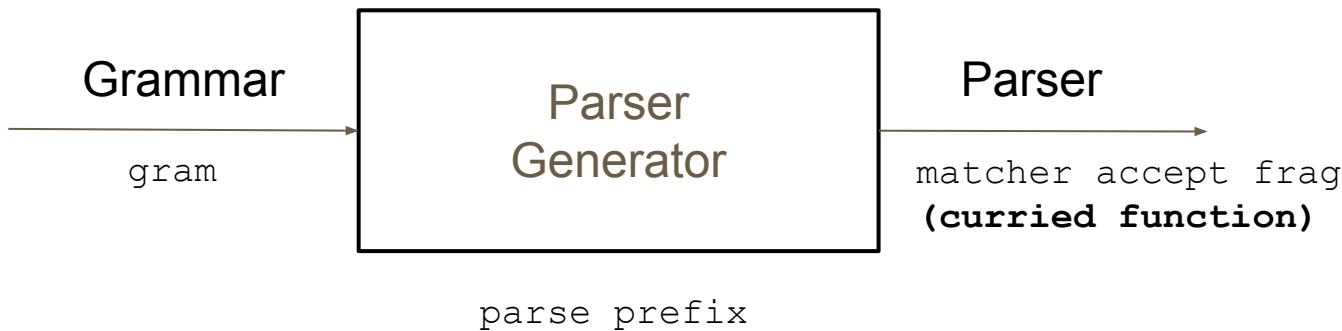 Grammar
gram
Parser
Generator
Parser
matcher accept frag
(curried function)
parse prefix